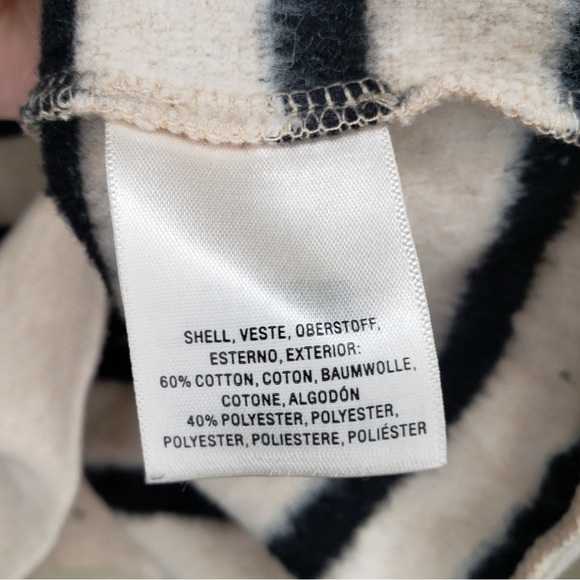 SHELL, VESTE, OBERSTOFF,
ESTERNO, EXTERIOR:
60% COTTON, COTON, BAUMWOLLE,
COTONE, ALGODÓN
40% POLYESTER, POLYESTER,
POLYESTER, POLIESTERE, POLIÉSTER